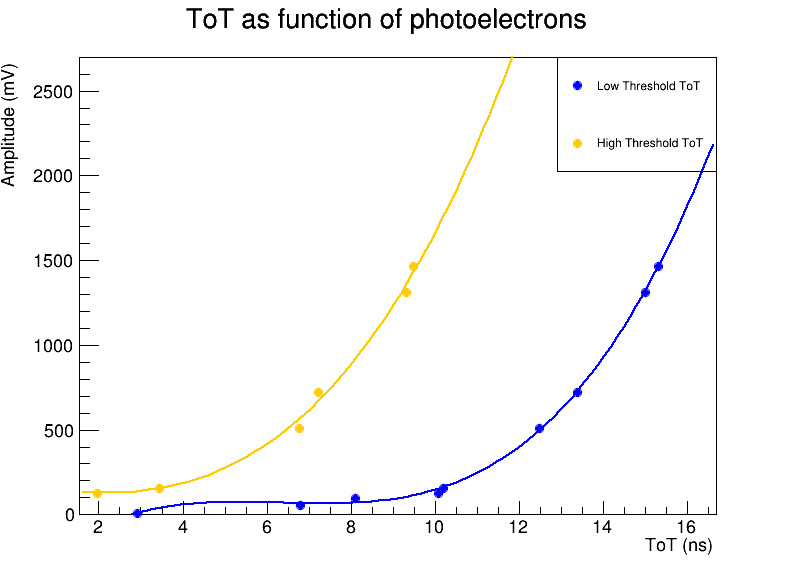 ToT as function of photoelectrons
Amplitude (mV)
2500
2000
1500
1000
500
0
Low Threshold ToT
High Threshold ToT
2 4 6 8 10 12 14 16
ToT (ns)